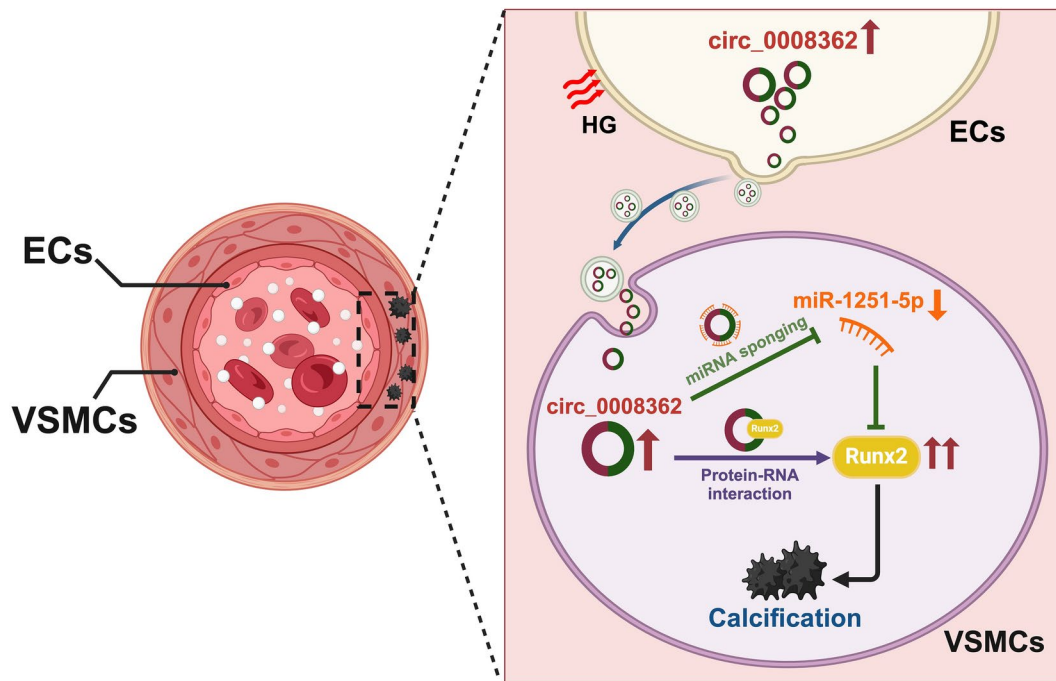 ECs
VSMCs
circ_0008362
HG
ECs
miR-1251-5p
miRNA sponging
circ_0008362
Runx2
Runx2
Protein-RNA
interaction
Calcification
VSMCs